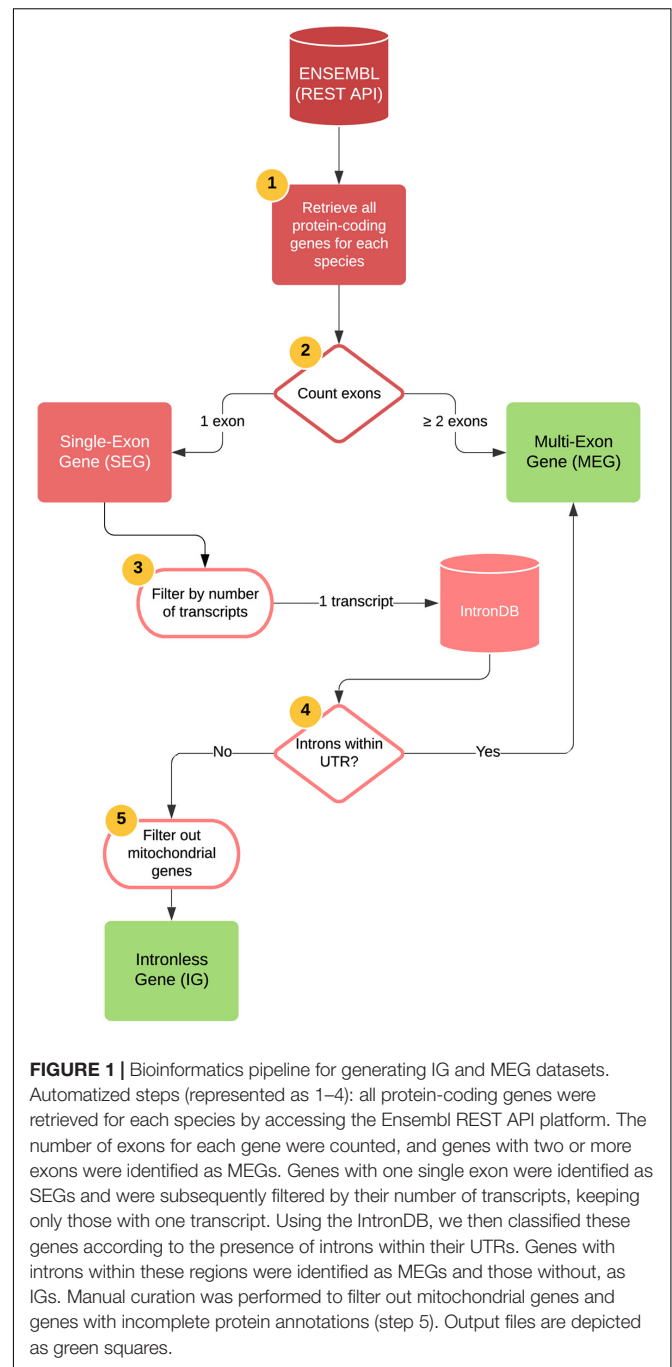 ENSEMBL
(REST API)
1
Retrieve all
protein-coding
genes for each
species
2
Count exons
1 exon
≥ 2 exons
Single-Exon
Gene (SEG)
Multi-Exon
Gene (MEG)
3
Filter by number
of transcripts
1 transcript
IntronDB
4
Introns within
UTR?
No
Yes
5
Filter out
mitochondrial
genes
Intronless
Gene (IG)
FIGURE 1 | Bioinformatics pipeline for generating IG and MEG datasets.
Automatized steps (represented as 1–4): all protein-coding genes were
retrieved for each species by accessing the Ensembl REST API platform. The
number of exons for each gene were counted, and genes with two or more
exons were identified as MEGs. Genes with one single exon were identified as
SEGs and were subsequently filtered by their number of transcripts, keeping
only those with one transcript. Using the IntronDB, we then classified these
genes according to the presence of introns within their UTRs. Genes with
introns within these regions were identified as MEGs and those without, as
IGs. Manual curation was performed to filter out mitochondrial genes and
genes with incomplete protein annotations (step 5). Output files are depicted
as green squares.